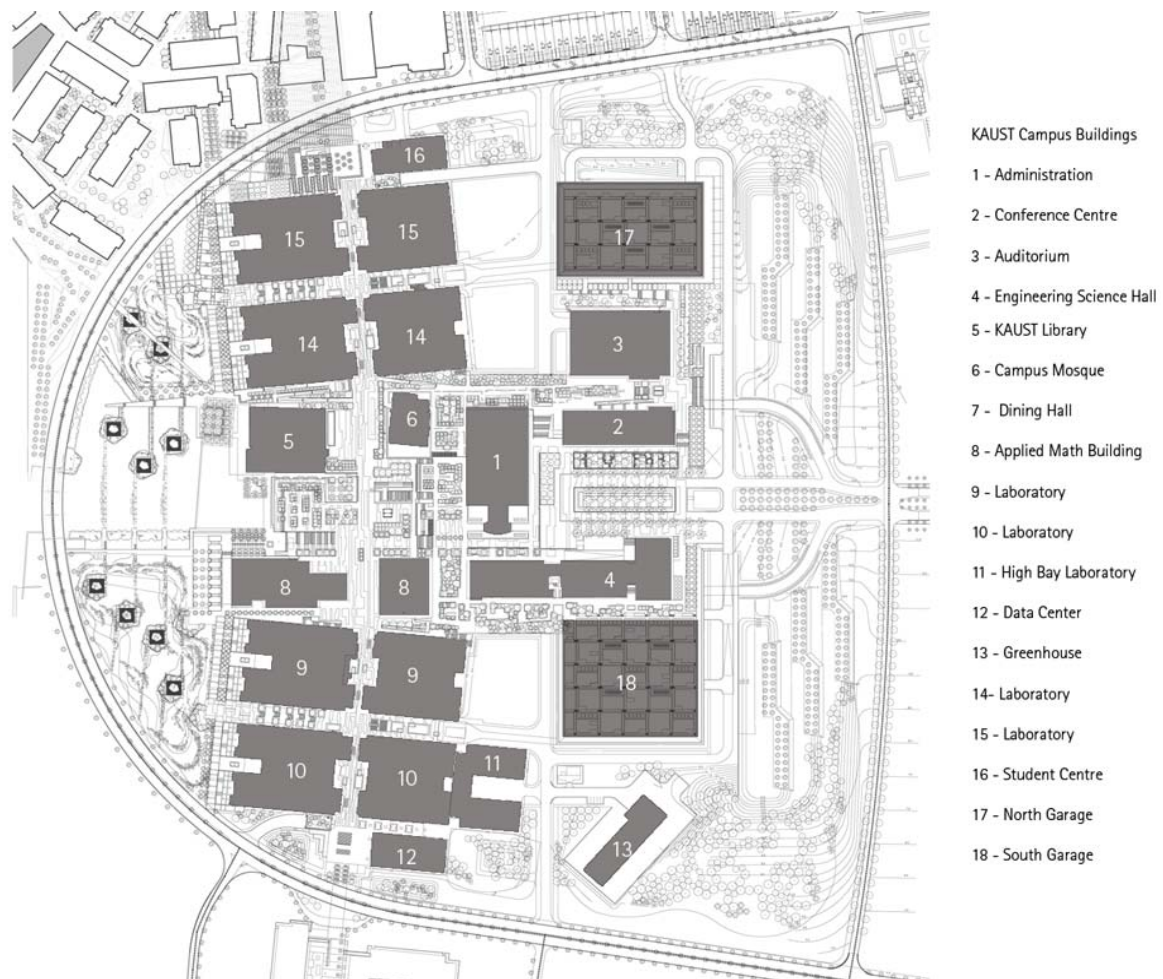 16
15
15
17
14
14
3
6
2
5
1
4
8
8
9
9
18
11
10
10
12
13
KAUST Campus Buildings
1 - Administration
2 - Conference Centre
3 - Auditorium
4 - Engineering Science Hall
5 - KAUST Library
6 - Campus Mosque
7 - Dining Hall
8 - Applied Math Building
9 - Laboratory
10 - Laboratory
11 - High Bay Laboratory
12 - Data Center
13 - Greenhouse
14- Laboratory
15 - Laboratory
16 - Student Centre
17 - North Garage
18 - South Garage